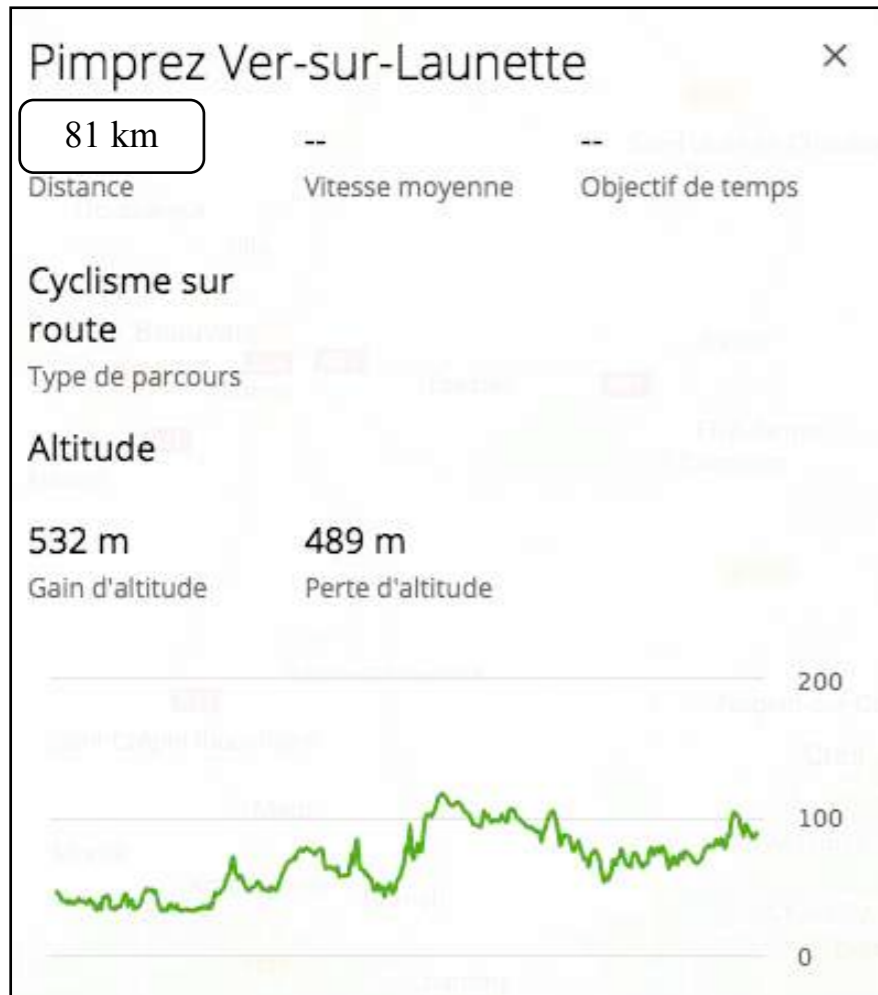 Pimprez Ver-sur-Launette ×
81 km -- --
Distance Vitesse moyenne Objectif de temps
Cyclisme sur
route
Type de parcours
Altitude
532 m 489 m
Gain d'altitude Perte d'altitude
200
100
0